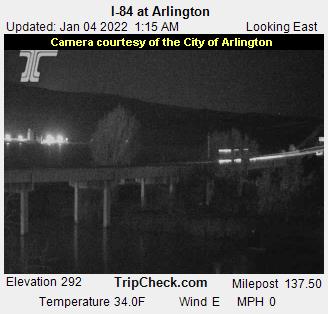 I-84 at Arlington
Updated: Jan 04 2022 1:15 AM Looking East
Camera courtesy of the City of Arlington
Elevation 292 TripCheck.com Milepost 137.50
Temperature 34.0F Wind E MPH 0